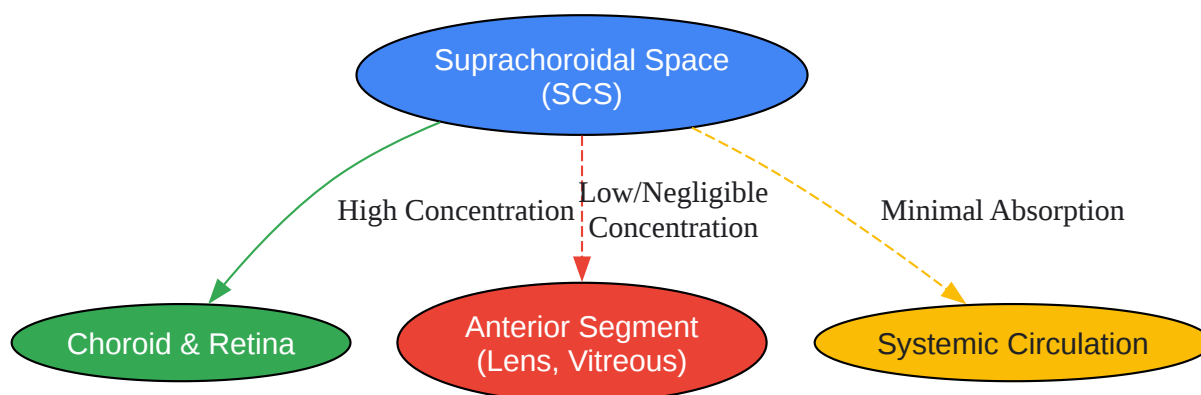 Suprachoroidal Space
(SCS)
High Concentration
Low/Negligible
Concentration
Minimal Absorption
Choroid & Retina
Anterior Segment
(Lens, Vitreous)
Systemic Circulation